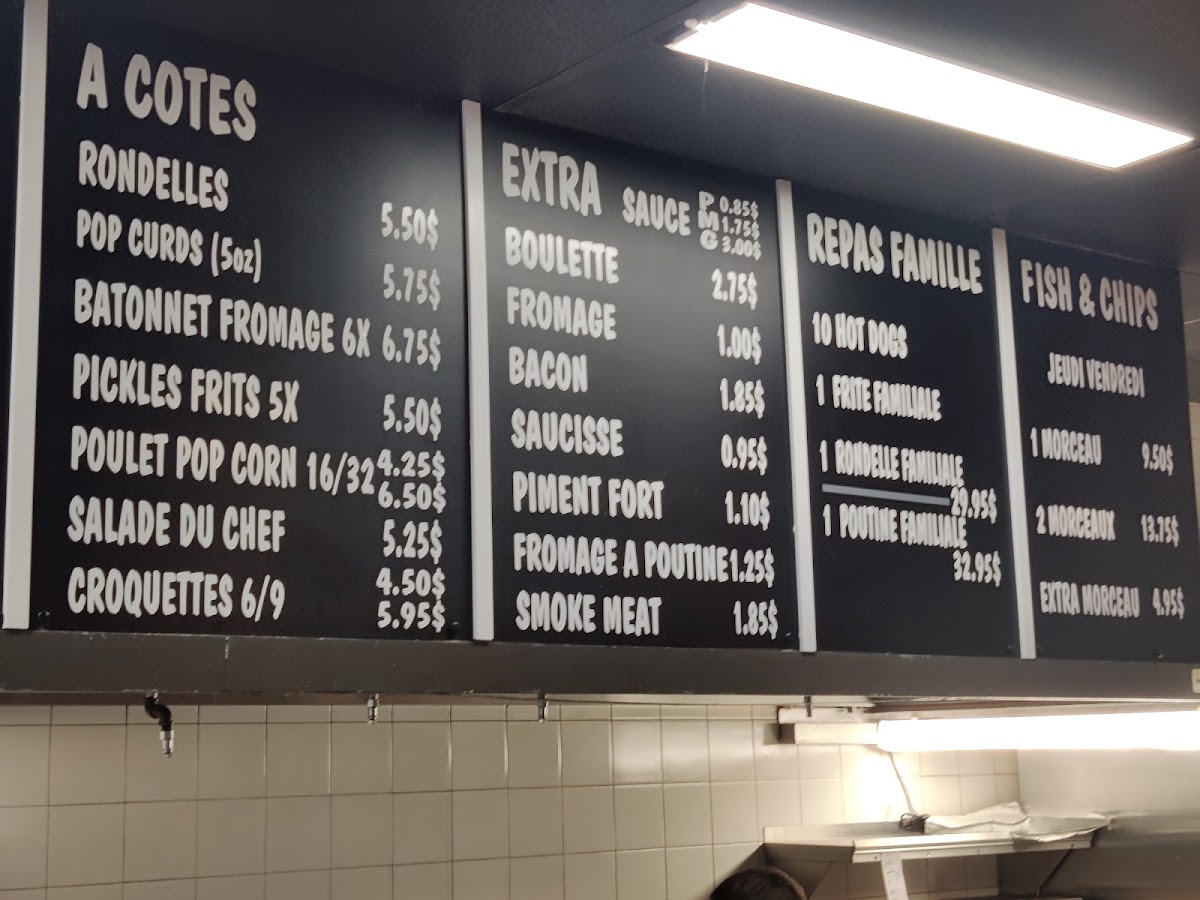 A COTES
RONDELLES 5.50$
POP CURDS (5oz) 5.75$
BATONNET FROMAGE 6X 6.75$
PICKLES FRITS 5X 5.50$
POULET POP CORN 16/32 4.25$
6.50$
SALADE DU CHEF 5.25$
CROQUETTES 6/9 4.50$
5.95$
EXTRA
SAUCE P 0.85$
M 1.75$
G 3.00$
BOULETTE 2.75$
FROMAGE 1.00$
BACON 1.85$
SAUCISSE 0.95$
PIMENT FORT 1.10$
FROMAGE A POUTINE 1.25$
SMOKE MEAT 1.85$
REPAS FAMILLE
10 HOT DOGS
1 FRITE FAMILIALE
1 RONDELLE FAMILIALE
29.95$
1 POUTINE FAMILIALE
32.95$
FISH & CHIPS
JEUDI VENDREDI
1 MORCEAU 9.50$
2 MORCEAUX 13.75$
EXTRA MORCEAU 4.95$